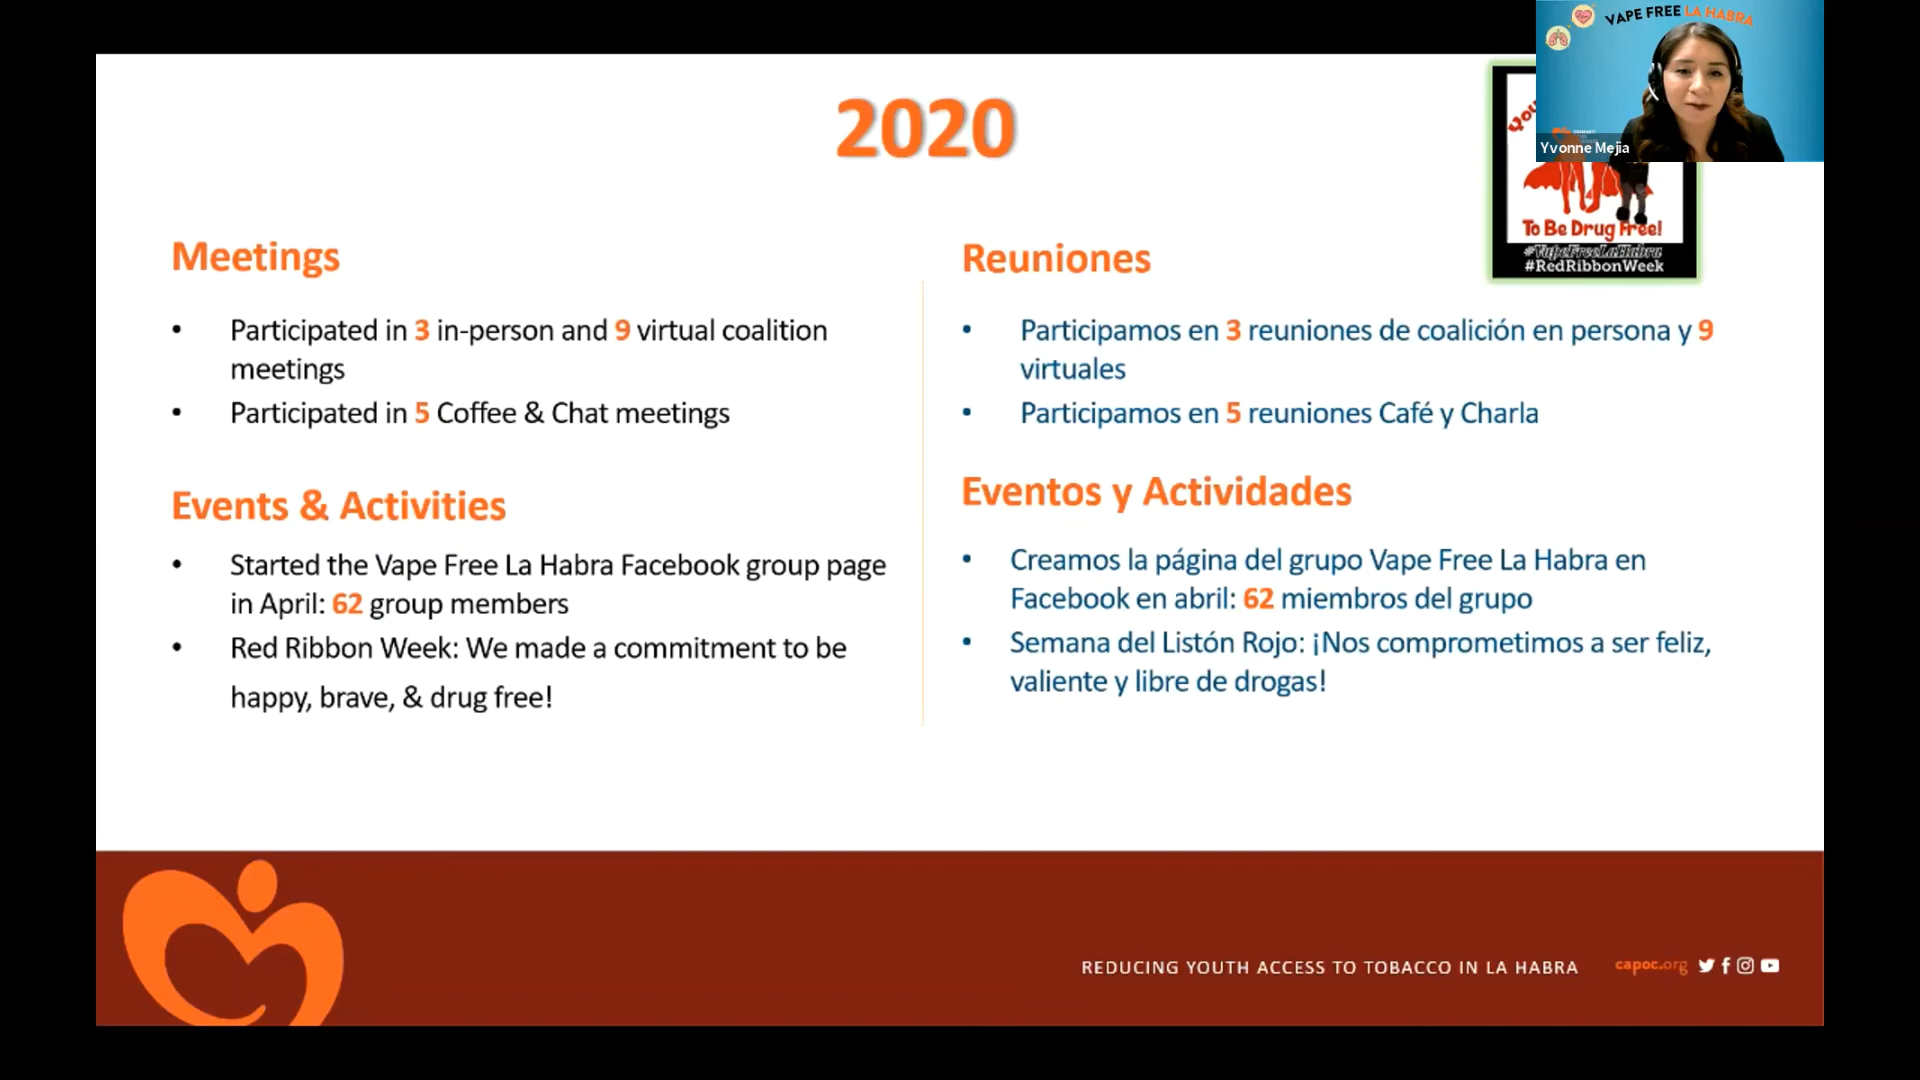 VAPE FREE LA HABRA
Yvonne Mejia
2020
To Be Drug Free!
#VapeFreeLaHabra
#RedRibbonWeek
Meetings
• Participated in 3 in-person and 9 virtual coalition
meetings
• Participated in 5 Coffee & Chat meetings
Events & Activities
• Started the Vape Free La Habra Facebook group page
in April: 62 group members
• Red Ribbon Week: We made a commitment to be
happy, brave, & drug free!
Reuniones
• Participamos en 3 reuniones de coalición en persona y 9
virtuales
• Participamos en 5 reuniones Café y Charla
Eventos y Actividades
• Creamos la página del grupo Vape Free La Habra en
Facebook en abril: 62 miembros del grupo
• Semana del Listón Rojo: ¡Nos comprometimos a ser feliz,
valiente y libre de drogas!
REDUCING YOUTH ACCESS TO TOBACCO IN LA HABRA
capoc.org